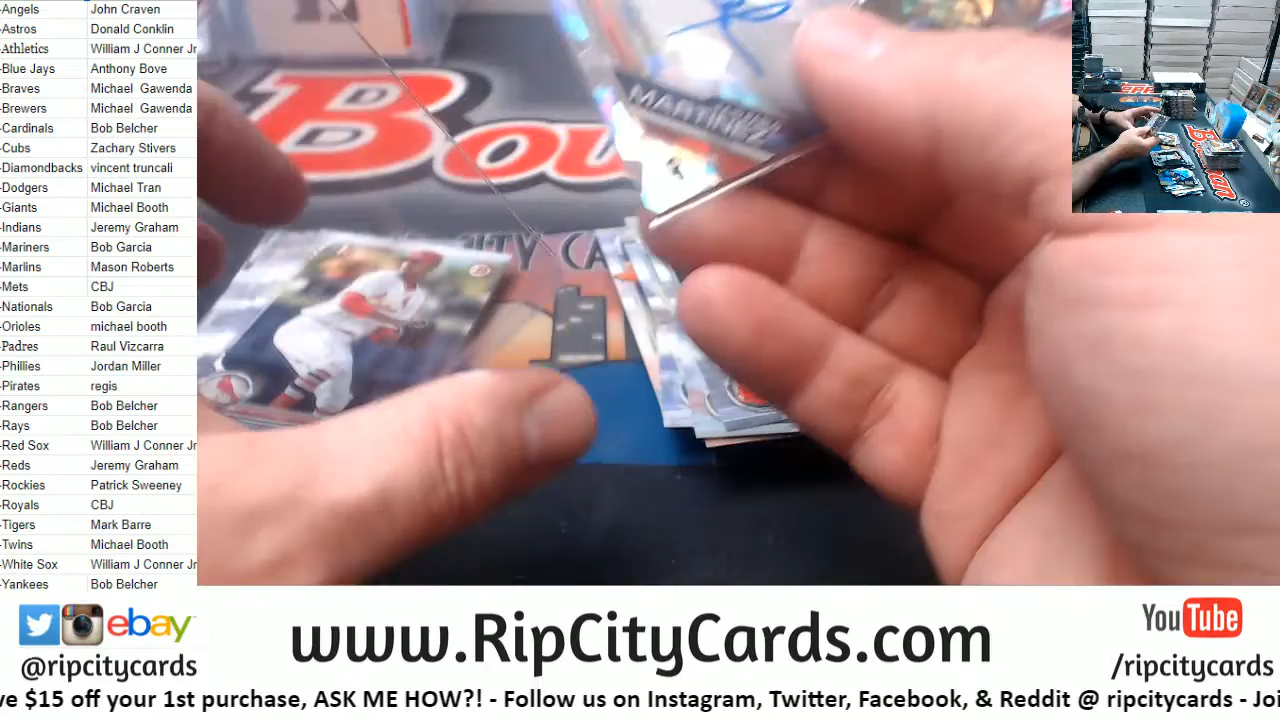 -Angels John Craven
-Astros Donald Conklin
-Athletics William J Conner Jr
-Blue Jays Anthony Bove
-Braves Michael Gawenda
-Brewers Michael Gawenda
-Cardinals Bob Belcher
-Cubs Zachary Stivers
-Diamondbacks vincent truncali
-Dodgers Michael Tran
-Giants Michael Booth
-Indians Jeremy Graham
-Mariners Bob Garcia
-Marlins Mason Roberts
-Mets CBJ
-Nationals Bob Garcia
-Orioles michael booth
-Padres Raul Vizcarra
-Phillies Jordan Miller
-Pirates regis
-Rangers Bob Belcher
-Rays Bob Belcher
-Red Sox William J Conner Jr
-Reds Jeremy Graham
-Rockies Patrick Sweeney
-Royals CBJ
-Tigers Mark Barre
-Twins Michael Booth
-White Sox William J Conner Jr
-Yankees Bob Belcher
Bow
MARTINEZ
ITY CA
Bowman
ebay
@ripcitycards
www.RipCityCards.com
YouTube
/ripcitycards
ve $15 off your 1st purchase, ASK ME HOW?! - Follow us on Instagram, Twitter, Facebook, & Reddit @ ripcitycards - Joi